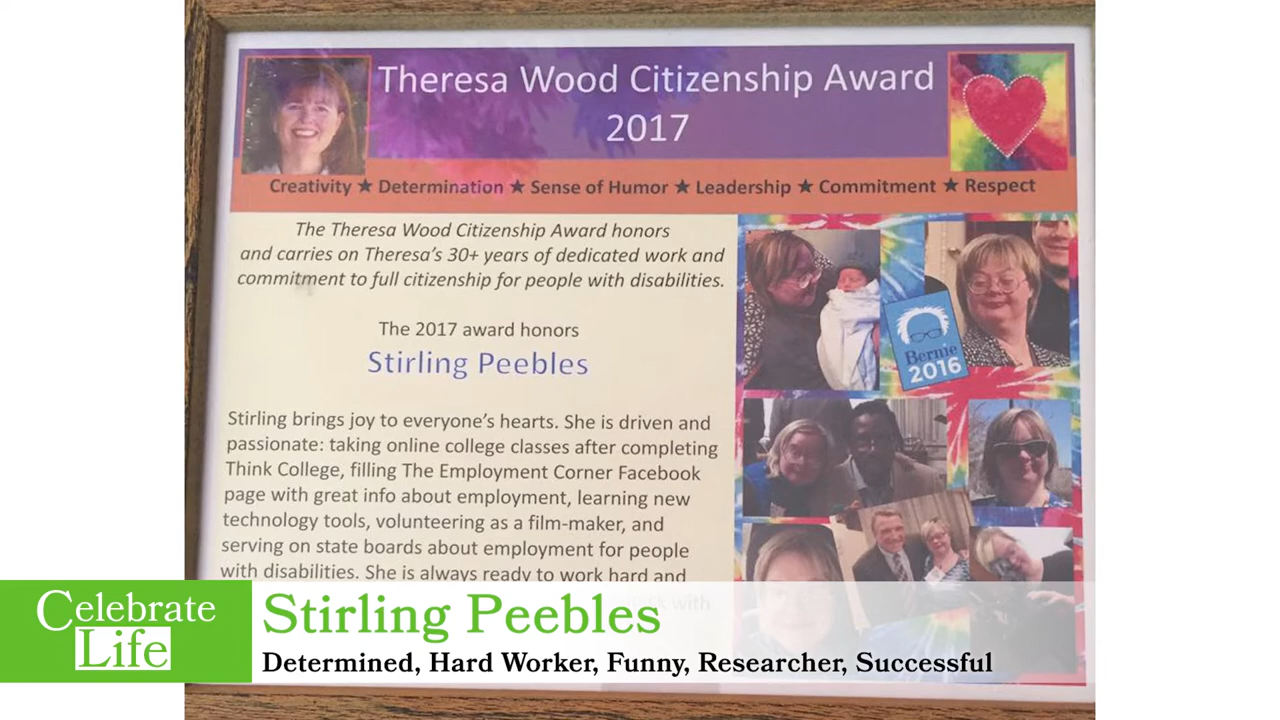 Theresa Wood Citizenship Award
2017
Creativity ★ Determination ★ Sense of Humor ★ Leadership ★ Commitment ★ Respect
The Theresa Wood Citizenship Award honors
and carries on Theresa's 30+ years of dedicated work and
commitment to full citizenship for people with disabilities.
The 2017 award honors
Stirling Peebles
Stirling brings joy to everyone's hearts. She is driven and
passionate: taking online college classes after completing
Think College, filling The Employment Corner Facebook
page with great info about employment, learning new
technology tools, volunteering as a film-maker, and
serving on state boards about employment for people
with disabilities. She is always ready to work hard and
with
Bernie
2016
Celebrate
Life
Stirling Peebles
Determined, Hard Worker, Funny, Researcher, Successful